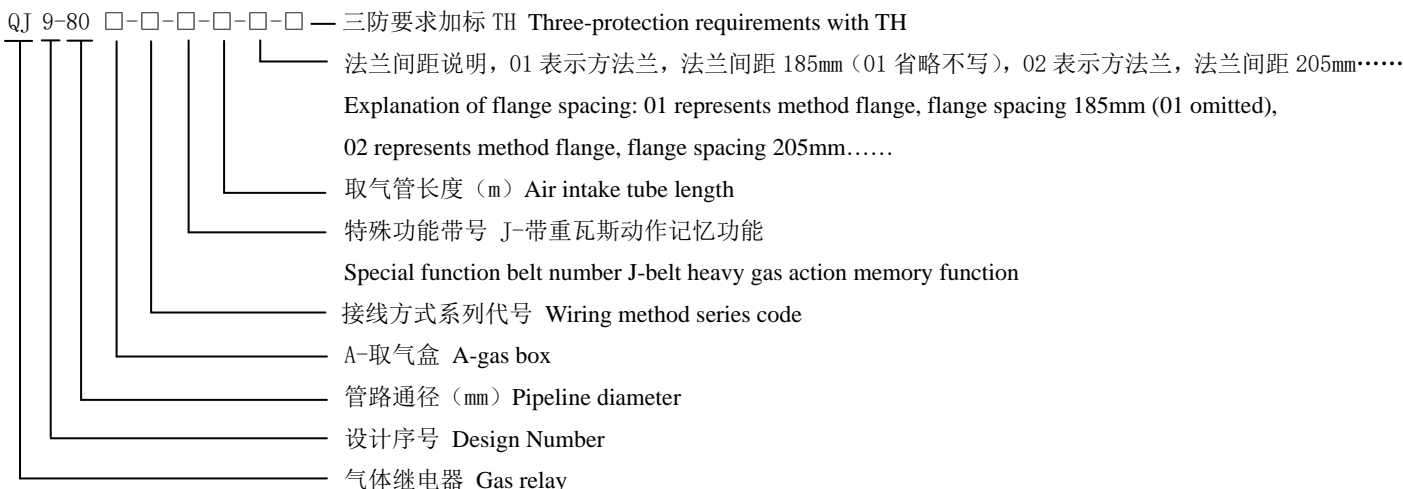 QJ 9-80 □-□-□-□-□-□ 三防要求加标 TH Three-protection requirements with TH
法兰间距说明，01 表示方法兰，法兰间距 185mm（01 省略不写），02 表示方法兰，法兰间距 205mm……
Explanation of flange spacing: 01 represents method flange, flange spacing 185mm (01 omitted),
02 represents method flange, flange spacing 205mm……
取气管长度（m）Air intake tube length
特殊功能带号 J-带重瓦斯动作记忆功能
Special function belt number J-belt heavy gas action memory function
接线方式系列代号 Wiring method series code
A-取气盒 A-gas box
管路通径（mm）Pipeline diameter
设计序号 Design Number
气体继电器 Gas relay